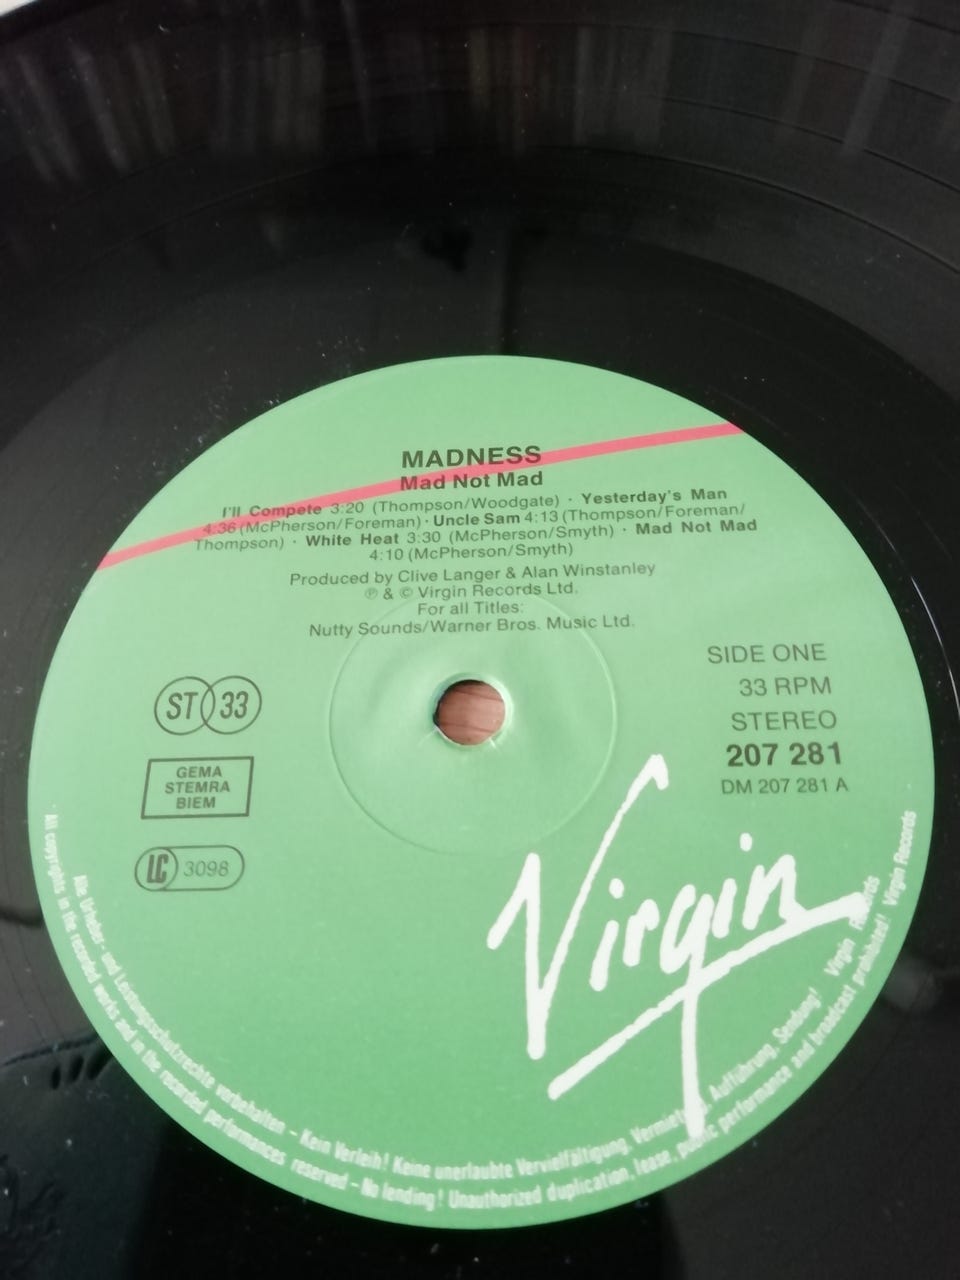 MADNESS
Mad Not Mad
I'll Compete 3:20 (Thompson/Woodgate) · Yesterday's Man
4:36 (McPherson/Foreman) · Uncle Sam 4:13 (Thompson/Foreman/
Thompson) · White Heat 3:30 (McPherson/Smyth) · Mad Not Mad
4:10 (McPherson/Smyth)
Produced by Clive Langer & Alan Winstanley
℗ & © Virgin Records Ltd.
For all Titles:
Nutty Sounds/Warner Bros. Music Ltd.
SIDE ONE
33 RPM
STEREO
207 281
DM 207 281 A
ST 33
GEMA
STEMRA
BIEM
LC 3098
Virgin
Alle Urheber- und Leistungsschutzrechte vorbehalten – Kein Verleih! Keine unerlaubte Vervielfältigung, Vermietung, Aufführung, Sendung! Virgin Records
· All copyrights in the recorded works and in the recorded performances reserved – No lending! Unauthorized duplication, lease, public performance and broadcast prohibited! Virgin Records